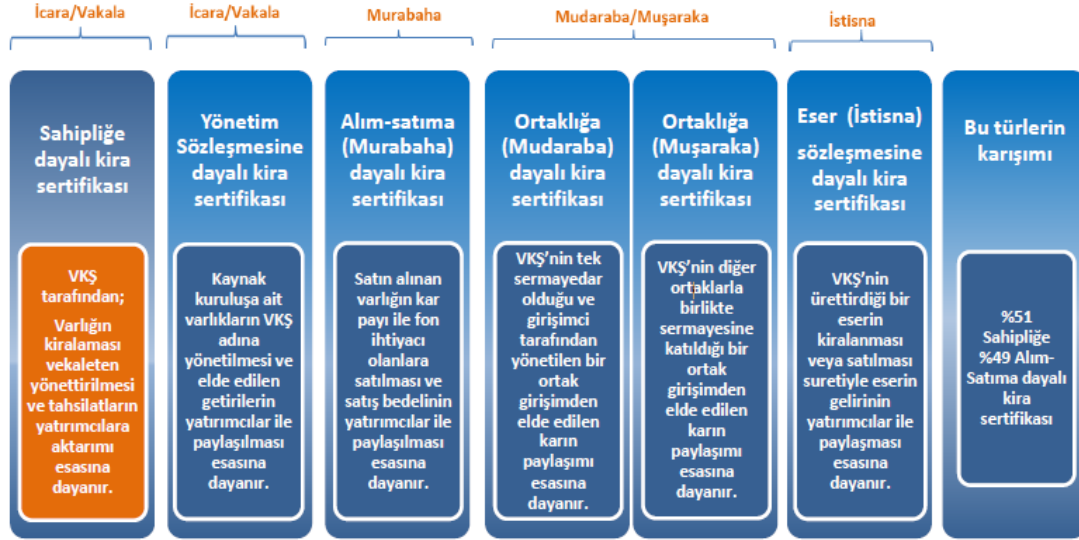 İcara/Vakala
İcara/Vakala
Murabaha
Mudaraba/Muşaraka
İstisna
Sahipliğe
dayalı kira
sertifikası
VKŞ
tarafından;
Varlığın
kiralaması
vekaleten
yönettirilmesi
ve tahsilatların
yatırımcılara
aktarımı
esasına
dayanır.
Yönetim
Sözleşmesine
dayalı kira
sertifikası
Kaynak
kuruluşa ait
varlıkların VKŞ
adına
yönetilmesi ve
elde edilen
getirilerin
yatırımcılar ile
paylaşılması
esasına
dayanır.
Alım-satıma
(Murabaha)
dayalı kira
sertifikası
Satın alınan
varlığın kar
payı ile fon
ihtiyacı
olanlara
satılması ve
satış bedelinin
yatırımcılar ile
paylaşılması
esasına
dayanır.
Ortaklığa
(Mudaraba)
dayalı kira
sertifikası
VKŞ’nin tek
sermayedar
olduğu ve
girişimci
tarafından
yönetilen bir
ortak
girişimden
elde edilen
karın
paylaşımı
esasına
dayanır.
Ortaklığa
(Muşaraka)
dayalı kira
sertifikası
VKŞ’nin diğer
ortaklarla
birlikte
sermayesine
katıldığı bir
ortak
girişimden
elde edilen
karın
paylaşımı
esasına
dayanır.
Eser (İstisna)
sözleşmesine
dayalı kira
sertifikası
VKŞ’nin
ürettirdiği bir
eserin
kiralanması
veya satılması
suretiyle eserin
gelirinin
yatırımcılar ile
paylaşması
esasına
dayanır.
Bu türlerin
karışımı
%51
Sahipliğe
%49 Alım-
Satıma dayalı
kira
sertifikası